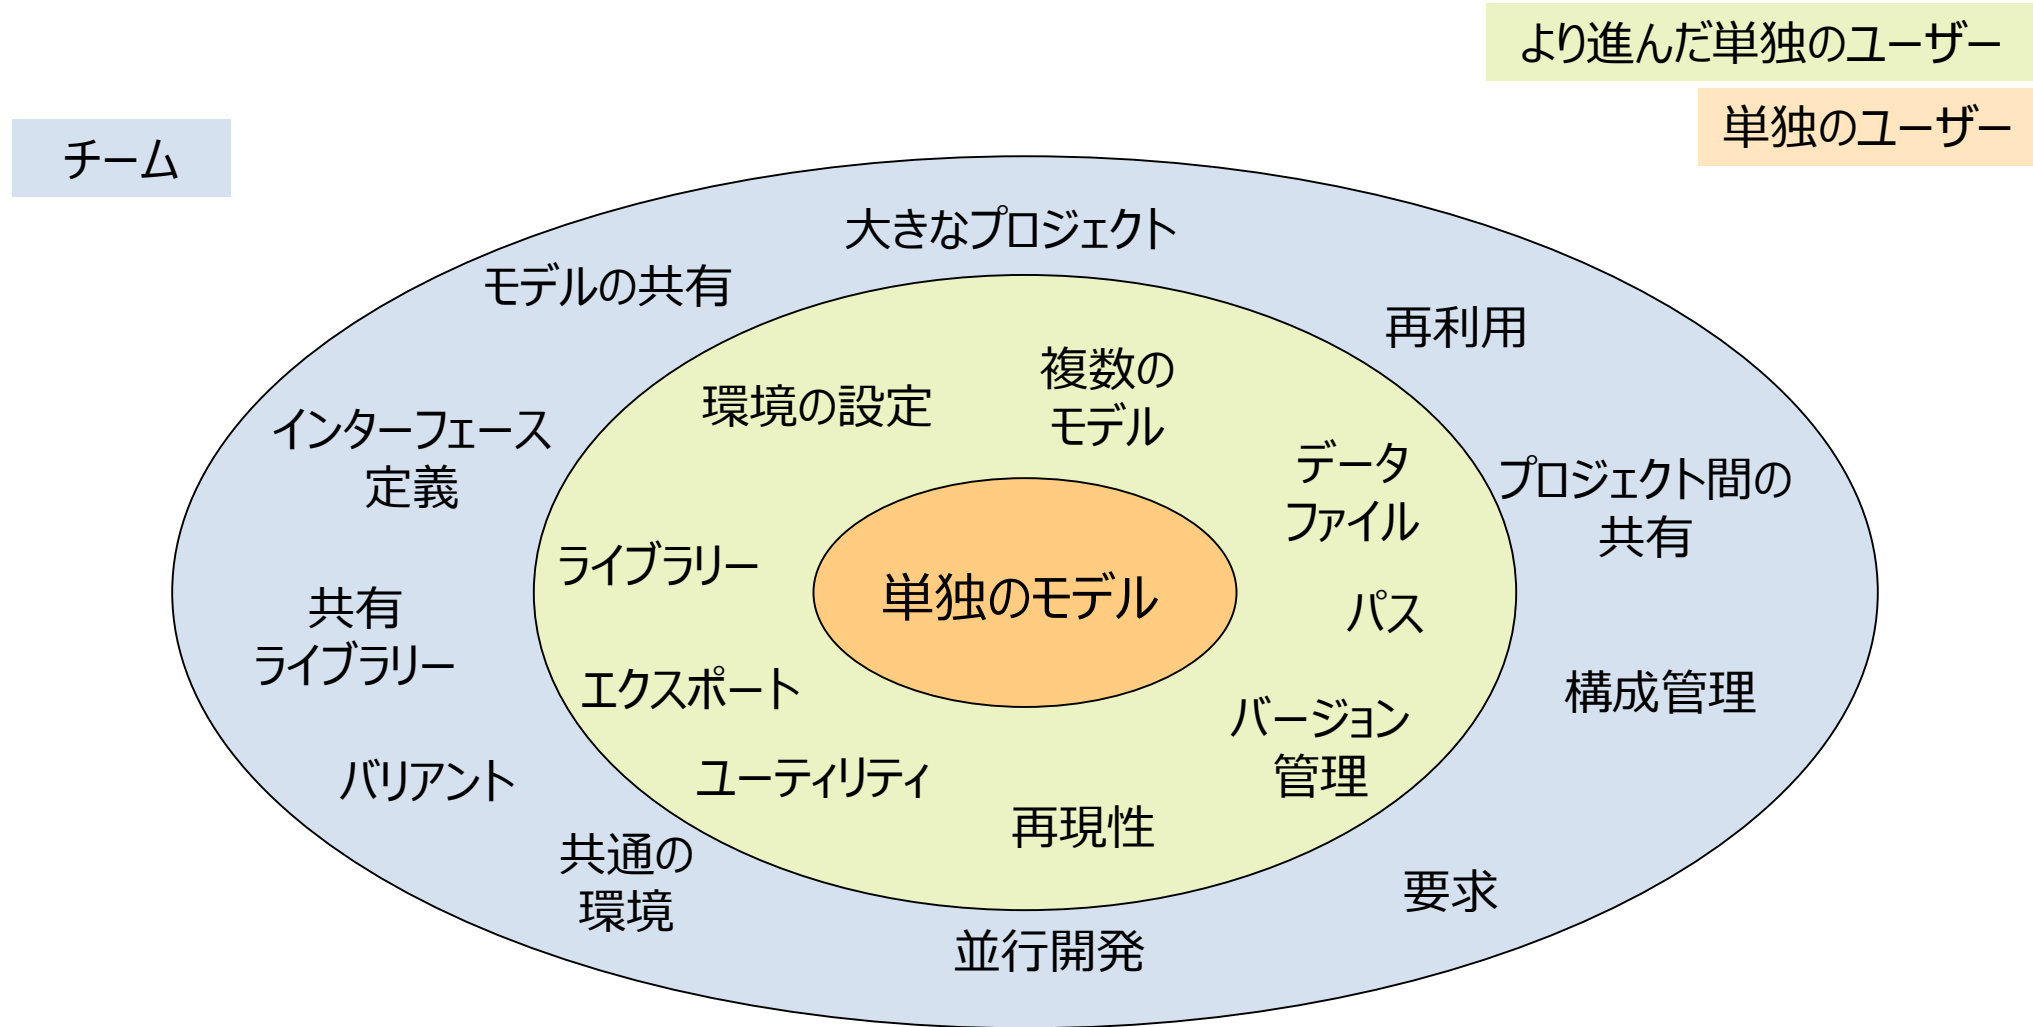 より進んだ単独のユーザー
単独のユーザー
チーム
大きなプロジェクト
モデルの共有
再利用
環境の設定
複数の
モデル
インターフェース
定義
データ
ファイル
プロジェクト間の
共有
ライブラリー
単独のモデル
パス
共有
ライブラリー
エクスポート
構成管理
バージョン
管理
バリアント
ユーティリティ
再現性
共通の
環境
要求
並行開発